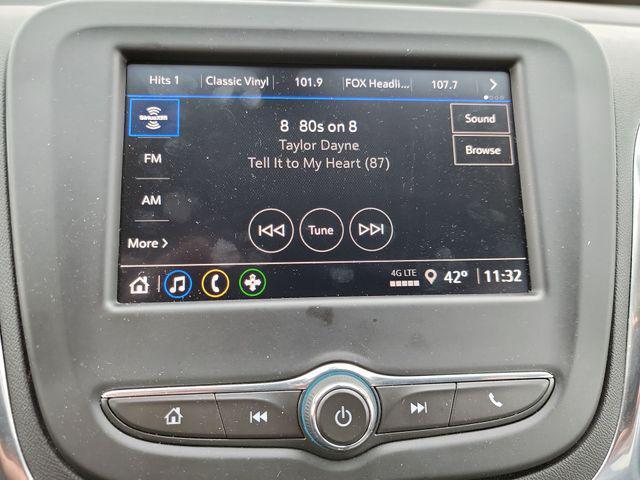 Hits 1 Classic Vinyl 101.9 FOX Headli... 107.7
SiriusXM
8 80s on 8
Sound
Taylor Dayne
Browse
FM
Tell It to My Heart (87)
AM
Tune
More
4G LTE
42° 11:32